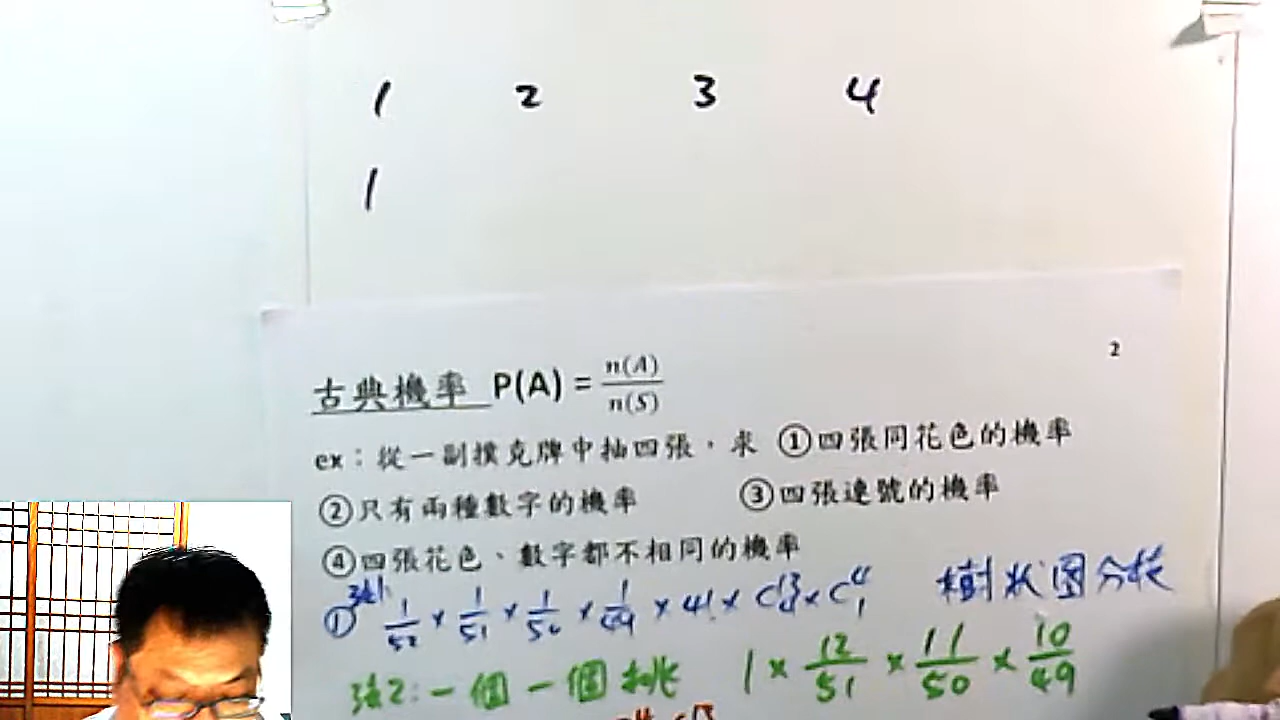 1 2 3 4
1
2
古典機率 P(A) = n(A)/n(S)
ex：從一副撲克牌中抽四張，求 ①四張同花色的機率
②只有兩種數字的機率 ③四張連號的機率
④四張花色、數字都不相同的機率
① 法1: 1/52 × 1/51 × 1/50 × 1/49 × 4! × C¹³₄ × C⁴₁ 樹狀图分枝
法2: 一個一個挑 1 × 12/51 × 11/50 × 10/49